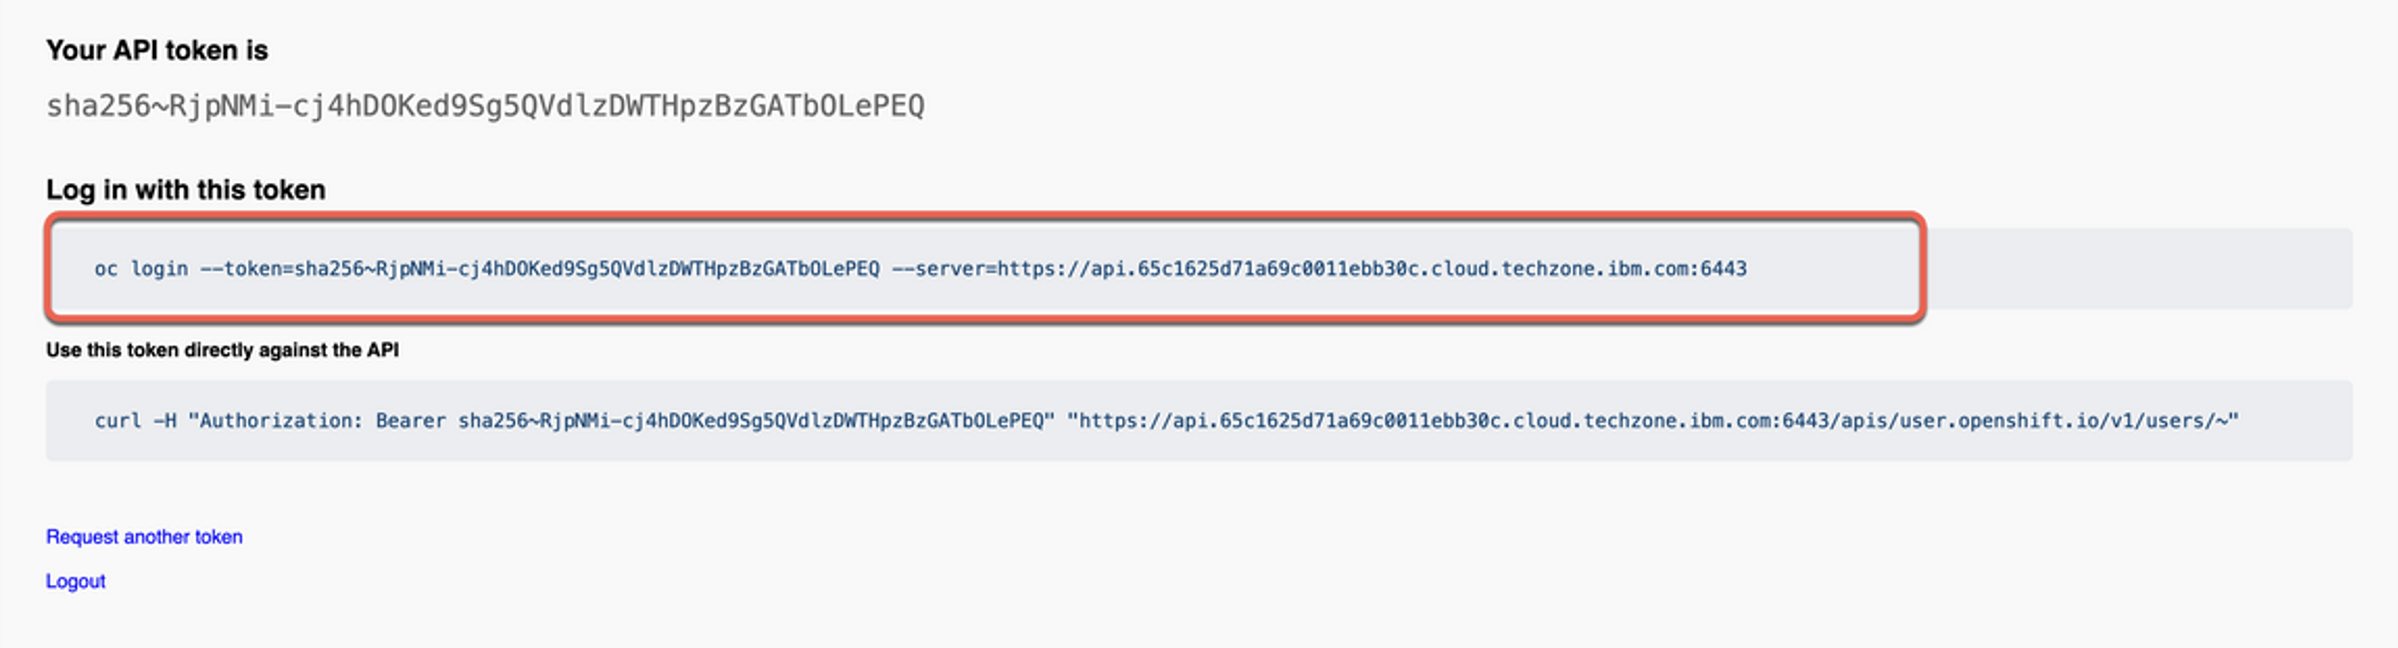 Your API token is
sha256~RjpNMi-cj4hDOKed9Sg5QVdlzDWTHpzBzGATbOLePEQ
Log in with this token
oc login --token=sha256~RjpNMi-cj4hDOKed9Sg5QVdlzDWTHpzBzGATbOLePEQ --server=https://api.65c1625d71a69c0011ebb30c.cloud.techzone.ibm.com:6443
Use this token directly against the API
curl -H "Authorization: Bearer sha256~RjpNMi-cj4hDOKed9Sg5QVdlzDWTHpzBzGATbOLePEQ" "https://api.65c1625d71a69c0011ebb30c.cloud.techzone.ibm.com:6443/apis/user.openshift.io/v1/users/~"
Request another token
Logout